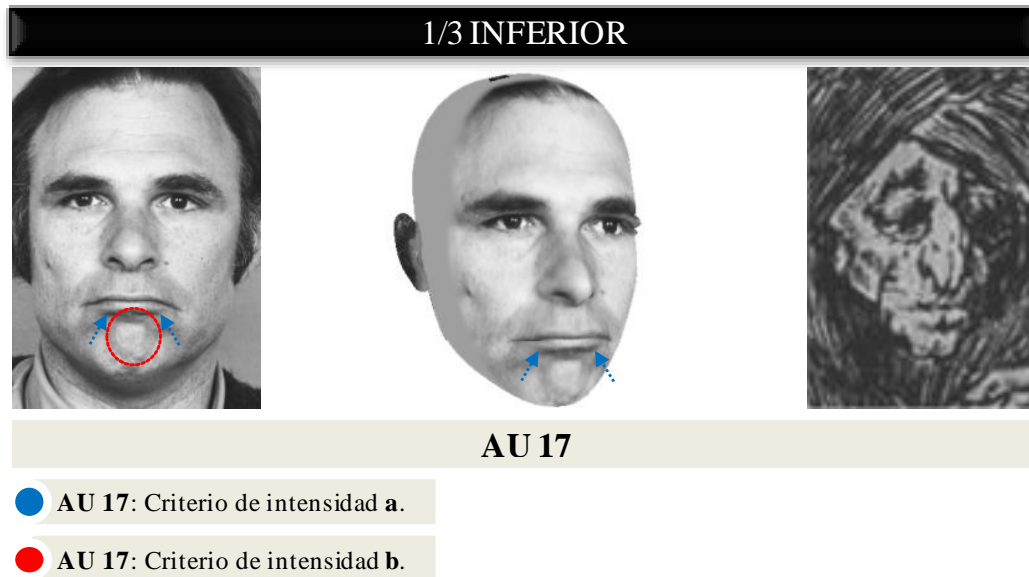 1/3 INFERIOR
AU 17
AU 17: Criterio de intensidad a.
AU 17: Criterio de intensidad b.